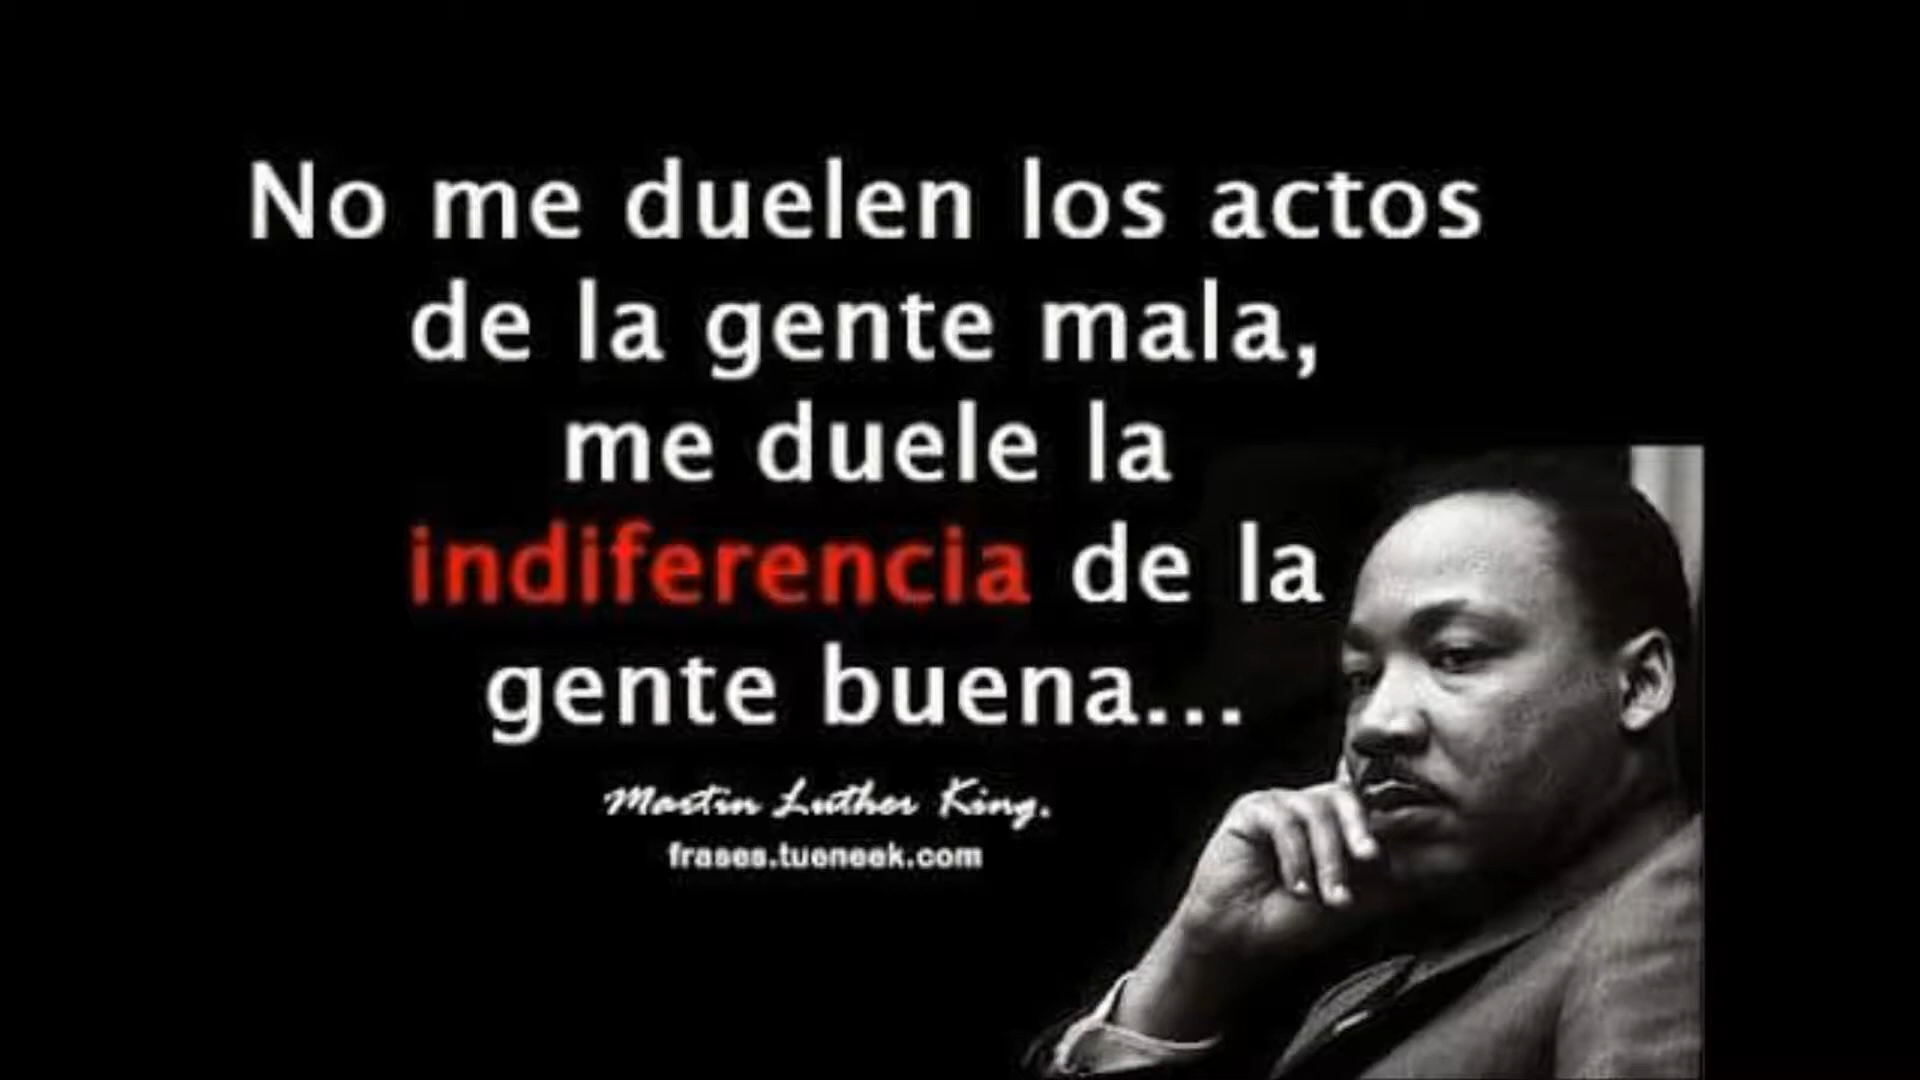 No me duelen los actos
de la gente mala,
me duele la
indiferencia de la
gente buena...
Martin Luther King.
frases.tueneek.com